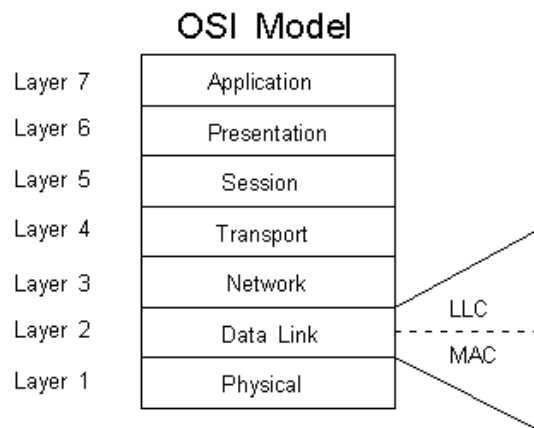 OSI Model
Layer 7 Application
Layer 6 Presentation
Layer 5 Session
Layer 4 Transport
Layer 3 Network
LLC
Layer 2 Data Link
MAC
Layer 1 Physical